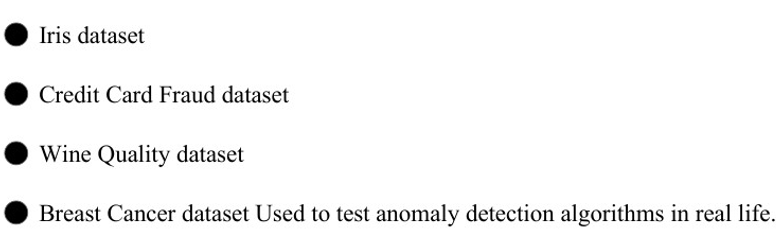 ● Iris dataset
● Credit Card Fraud dataset
● Wine Quality dataset
● Breast Cancer dataset Used to test anomaly detection algorithms in real life.